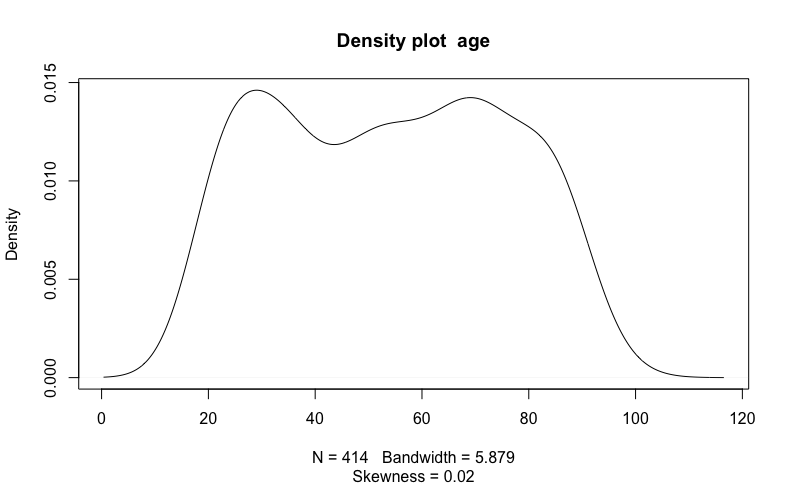 Density plot  age
Density
0.015
0.010
0.005
0.000
0 20 40 60 80 100 120
N = 414   Bandwidth = 5.879
Skewness = 0.02